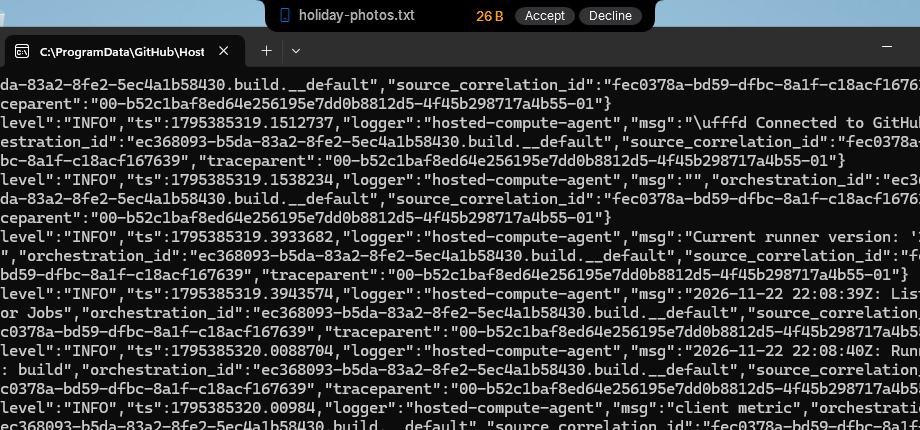 holiday-photos.txt 26 B Accept Decline
C:\ProgramData\GitHub\Host
da-83a2-8fe2-5ec4a1b58430.build.__default","source_correlation_id":"fec0378a-bd59-dfbc-8a1f-c18acf16763
ceparent":"00-b52c1baf8ed64e256195e7dd0b8812d5-4f45b298717a4b55-01"}
level":"INFO","ts":1795385319.1512737,"logger":"hosted-compute-agent","msg":"\ufffd Connected to GitHub
estration_id":"ec368093-b5da-83a2-8fe2-5ec4a1b58430.build.__default","source_correlation_id":"fec0378a-
bc-8a1f-c18acf167639","traceparent":"00-b52c1baf8ed64e256195e7dd0b8812d5-4f45b298717a4b55-01"}
level":"INFO","ts":1795385319.1538234,"logger":"hosted-compute-agent","msg":"","orchestration_id":"ec36
da-83a2-8fe2-5ec4a1b58430.build.__default","source_correlation_id":"fec0378a-bd59-dfbc-8a1f-c18acf16763
ceparent":"00-b52c1baf8ed64e256195e7dd0b8812d5-4f45b298717a4b55-01"}
level":"INFO","ts":1795385319.3933682,"logger":"hosted-compute-agent","msg":"Current runner version: '2
","orchestration_id":"ec368093-b5da-83a2-8fe2-5ec4a1b58430.build.__default","source_correlation_id":"fe
bd59-dfbc-8a1f-c18acf167639","traceparent":"00-b52c1baf8ed64e256195e7dd0b8812d5-4f45b298717a4b55-01"}
level":"INFO","ts":1795385319.3943574,"logger":"hosted-compute-agent","msg":"2026-11-22 22:08:39Z: List
or Jobs","orchestration_id":"ec368093-b5da-83a2-8fe2-5ec4a1b58430.build.__default","source_correlation_
c0378a-bd59-dfbc-8a1f-c18acf167639","traceparent":"00-b52c1baf8ed64e256195e7dd0b8812d5-4f45b298717a4b55
level":"INFO","ts":1795385320.0088704,"logger":"hosted-compute-agent","msg":"2026-11-22 22:08:40Z: Runn
: build","orchestration_id":"ec368093-b5da-83a2-8fe2-5ec4a1b58430.build.__default","source_correlation_
c0378a-bd59-dfbc-8a1f-c18acf167639","traceparent":"00-b52c1baf8ed64e256195e7dd0b8812d5-4f45b298717a4b55
level":"INFO","ts":1795385320.00984,"logger":"hosted-compute-agent","msg":"client metric","orchestratio
ec368093-b5da-83a2-8fe2-5ec4a1b58430.build.__default","source_correlation_id":"fec0378a-bd59-dfbc-8a1f-